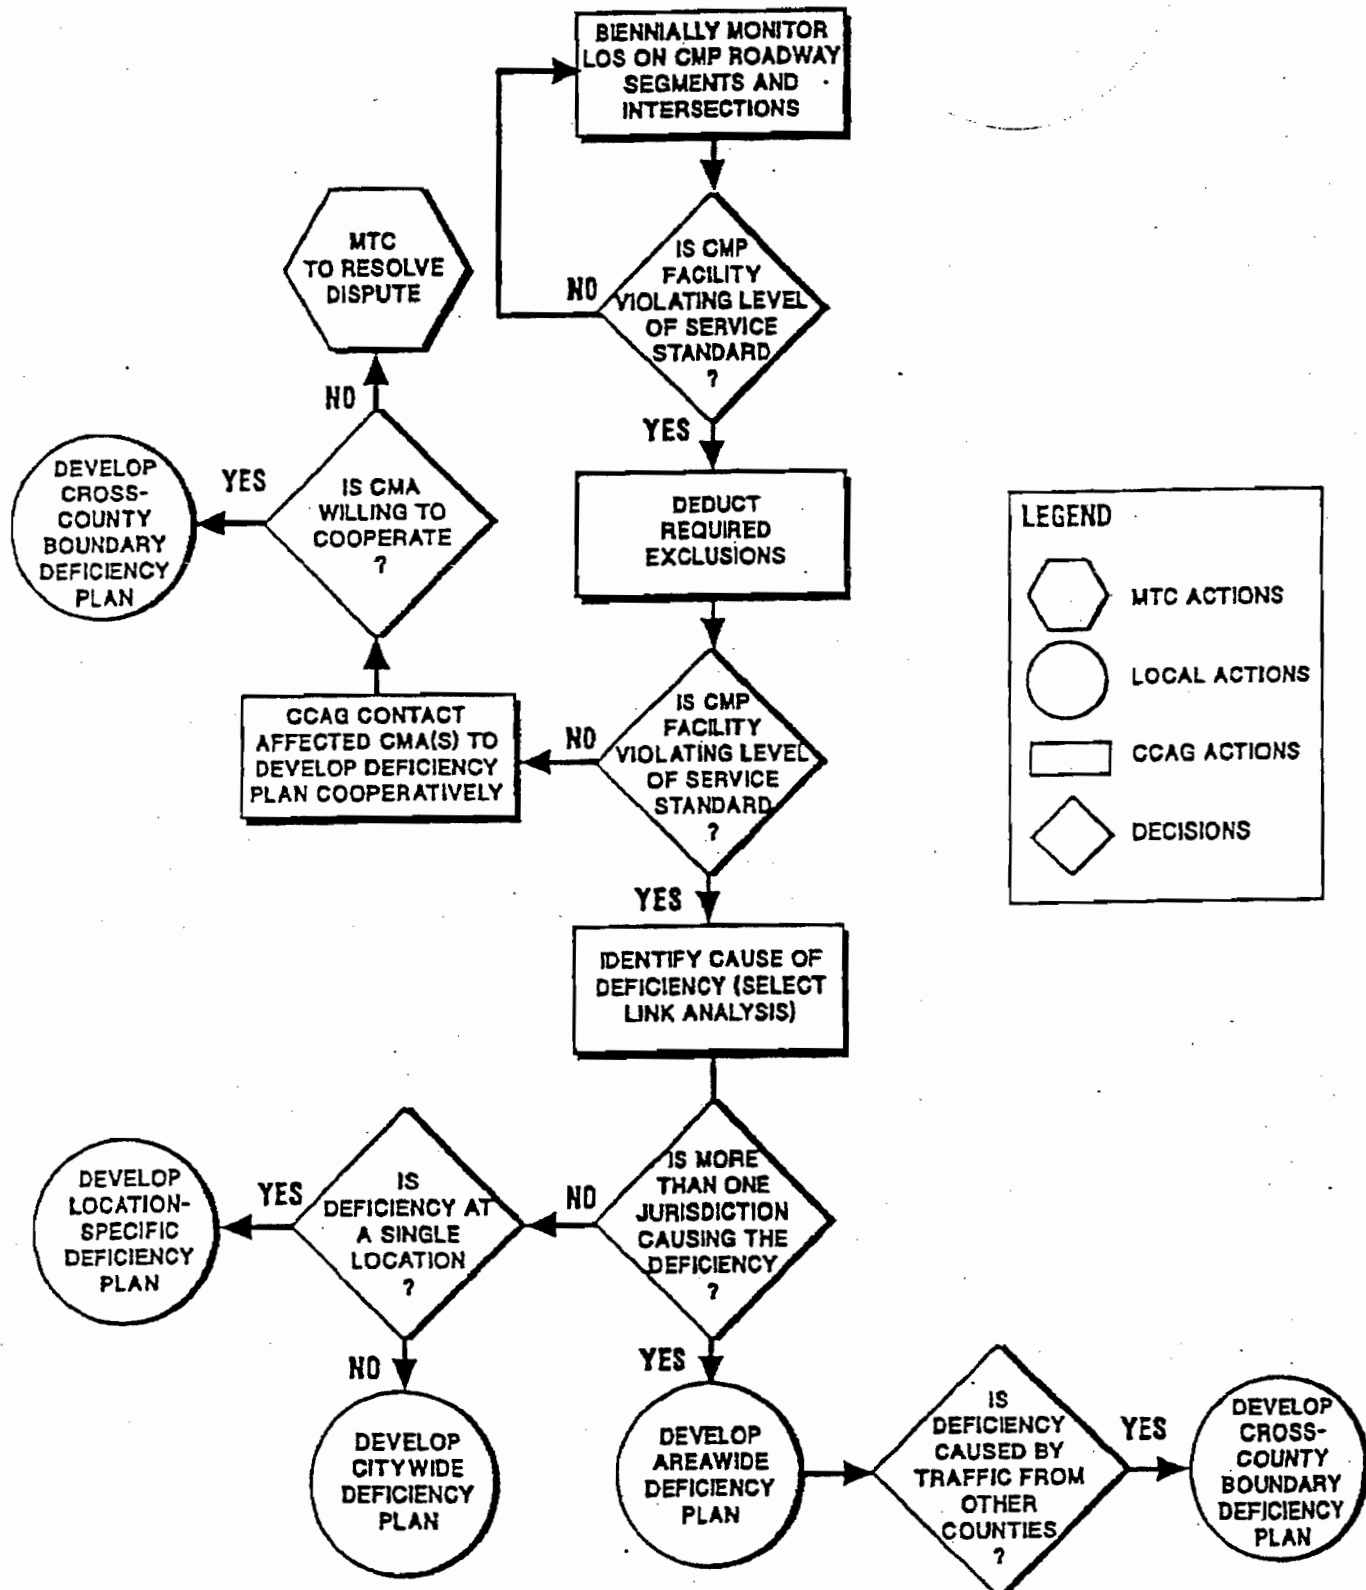 BIENNIALLY MONITOR
LOS ON CMP ROADWAY
SEGMENTS AND
INTERSECTIONS
IS CMP
FACILITY
VIOLATING LEVEL
OF SERVICE
STANDARD
?
NO
YES
MTC
TO RESOLVE
DISPUTE
NO
IS CMA
WILLING TO
COOPERATE
?
YES
DEVELOP
CROSS-
COUNTY
BOUNDARY
DEFICIENCY
PLAN
DEDUCT
REQUIRED
EXCLUSIONS
LEGEND
MTC ACTIONS
LOCAL ACTIONS
CCAG ACTIONS
DECISIONS
IS CMP
FACILITY
VIOLATING LEVEL
OF SERVICE
STANDARD
?
NO
CCAG CONTACT
AFFECTED CMA(S) TO
DEVELOP DEFICIENCY
PLAN COOPERATIVELY
YES
IDENTIFY CAUSE OF
DEFICIENCY (SELECT
LINK ANALYSIS)
IS MORE
THAN ONE
JURISDICTION
CAUSING THE
DEFICIENCY
?
NO
IS
DEFICIENCY AT
A SINGLE
LOCATION
?
YES
DEVELOP
LOCATION-
SPECIFIC
DEFICIENCY
PLAN
NO
DEVELOP
CITYWIDE
DEFICIENCY
PLAN
YES
DEVELOP
AREAWIDE
DEFICIENCY
PLAN
IS
DEFICIENCY
CAUSED BY
TRAFFIC FROM
OTHER
COUNTIES
?
YES
DEVELOP
CROSS-
COUNTY
BOUNDARY
DEFICIENCY
PLAN